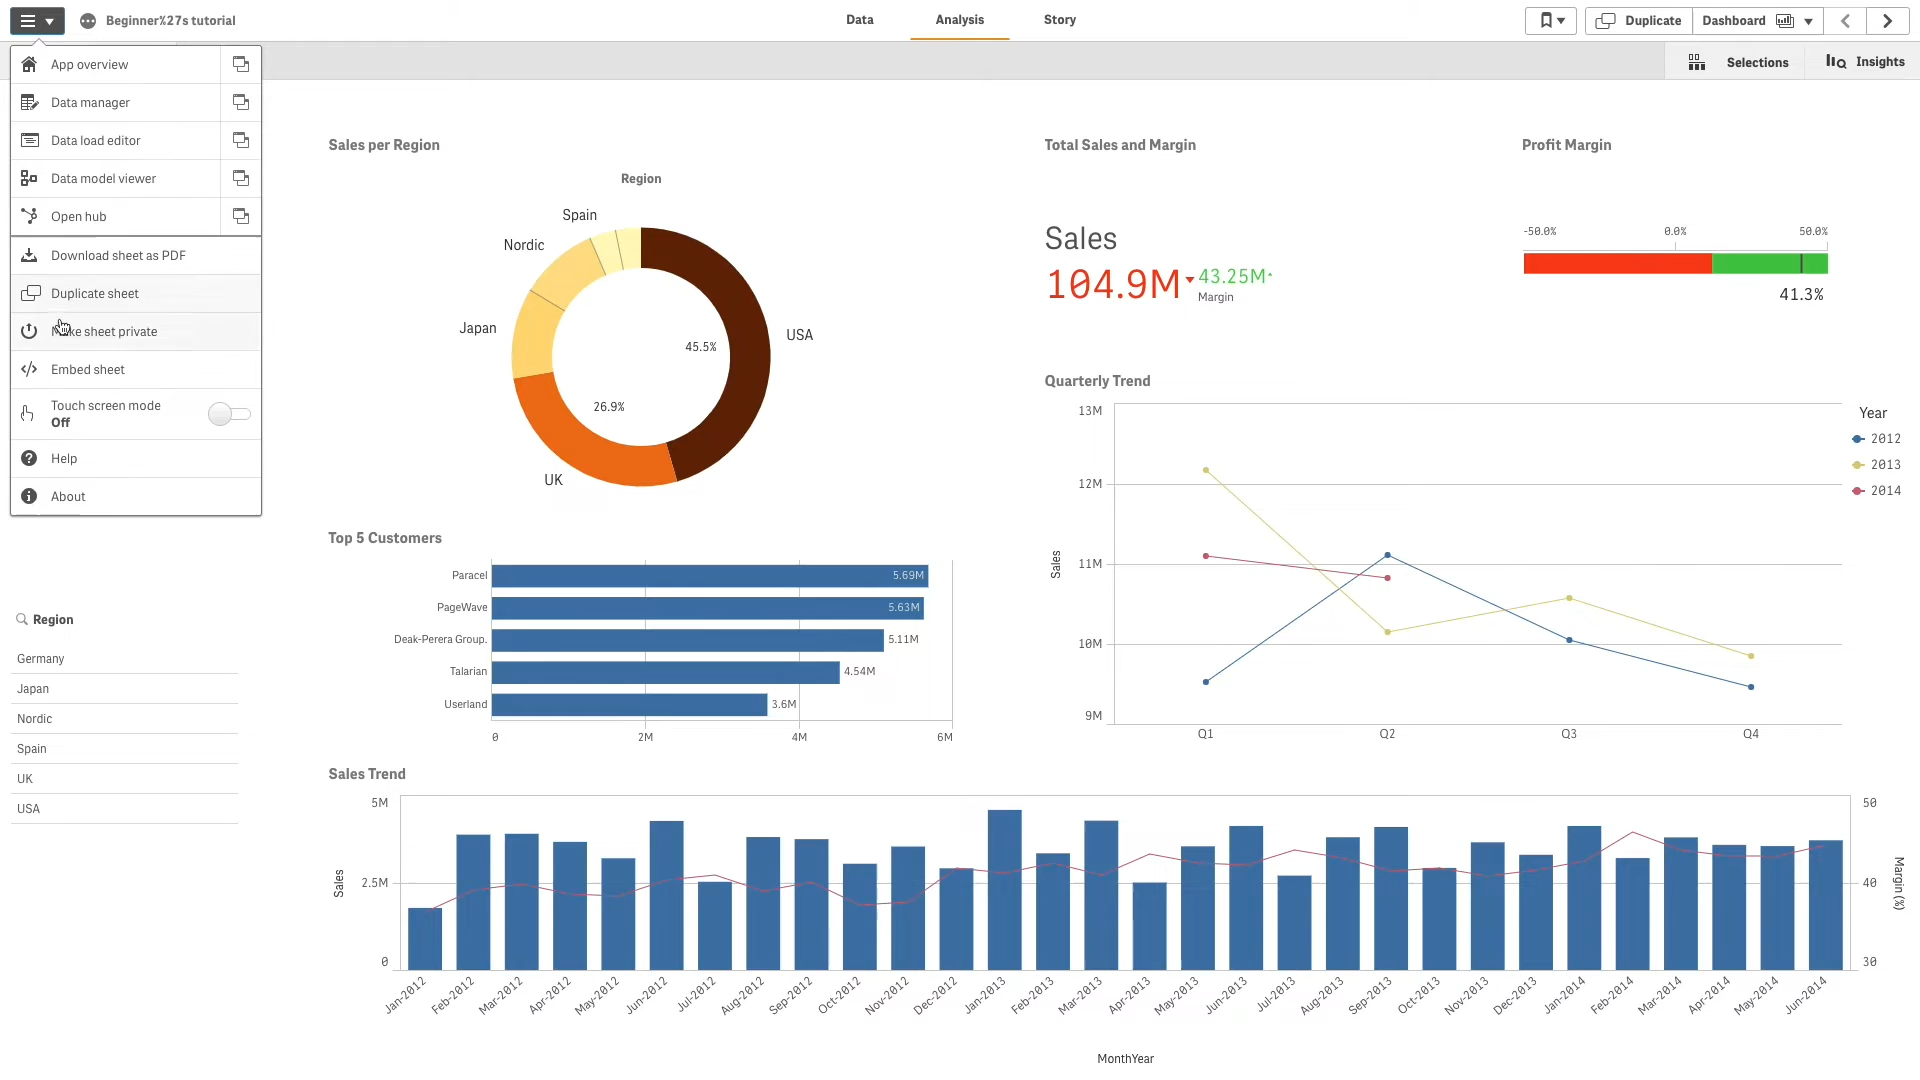 Beginner%27s tutorial
Data
Analysis
Story
Duplicate
Dashboard
Selections
Insights
App overview
Data manager
Data load editor
Data model viewer
Open hub
Download sheet as PDF
Duplicate sheet
Make sheet private
Embed sheet
Touch screen mode
Off
Help
About
Region
Germany
Japan
Nordic
Spain
UK
USA
Sales per Region
Region
Spain
Nordic
Japan
USA
UK
45.5%
26.9%
Total Sales and Margin
Sales
104.9M
43.25M
Margin
Profit Margin
-50.0%
0.0%
50.0%
41.3%
Top 5 Customers
Paracel
5.69M
PageWave
5.63M
Deak-Perera Group.
5.11M
Talarian
4.54M
Userland
3.6M
0
2M
4M
6M
Quarterly Trend
13M
12M
11M
10M
9M
Sales
Q1
Q2
Q3
Q4
Year
2012
2013
2014
Sales Trend
5M
2.5M
0
Sales
50
40
30
Margin (%)
Jan-2012
Feb-2012
Mar-2012
Apr-2012
May-2012
Jun-2012
Jul-2012
Aug-2012
Sep-2012
Oct-2012
Nov-2012
Dec-2012
Jan-2013
Feb-2013
Mar-2013
Apr-2013
May-2013
Jun-2013
Jul-2013
Aug-2013
Sep-2013
Oct-2013
Nov-2013
Dec-2013
Jan-2014
Feb-2014
Mar-2014
Apr-2014
May-2014
Jun-2014
MonthYear